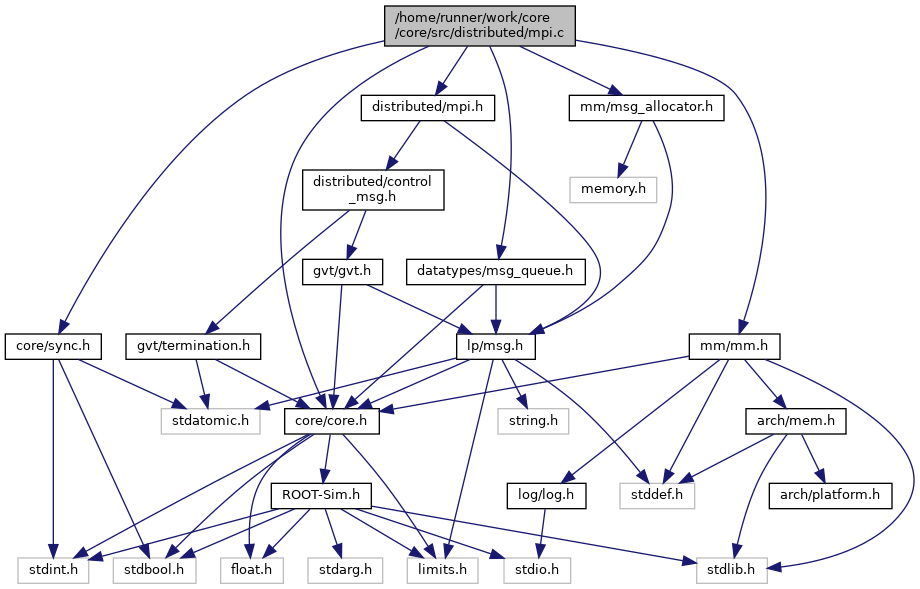 /home/runner/work/core
/core/src/distributed/mpi.c
distributed/mpi.h
mm/msg_allocator.h
distributed/control
_msg.h
memory.h
gvt/gvt.h
datatypes/msg_queue.h
core/sync.h
gvt/termination.h
lp/msg.h
mm/mm.h
stdatomic.h
core/core.h
string.h
arch/mem.h
ROOT-Sim.h
log/log.h
stddef.h
arch/platform.h
stdint.h
stdbool.h
float.h
stdarg.h
limits.h
stdio.h
stdlib.h